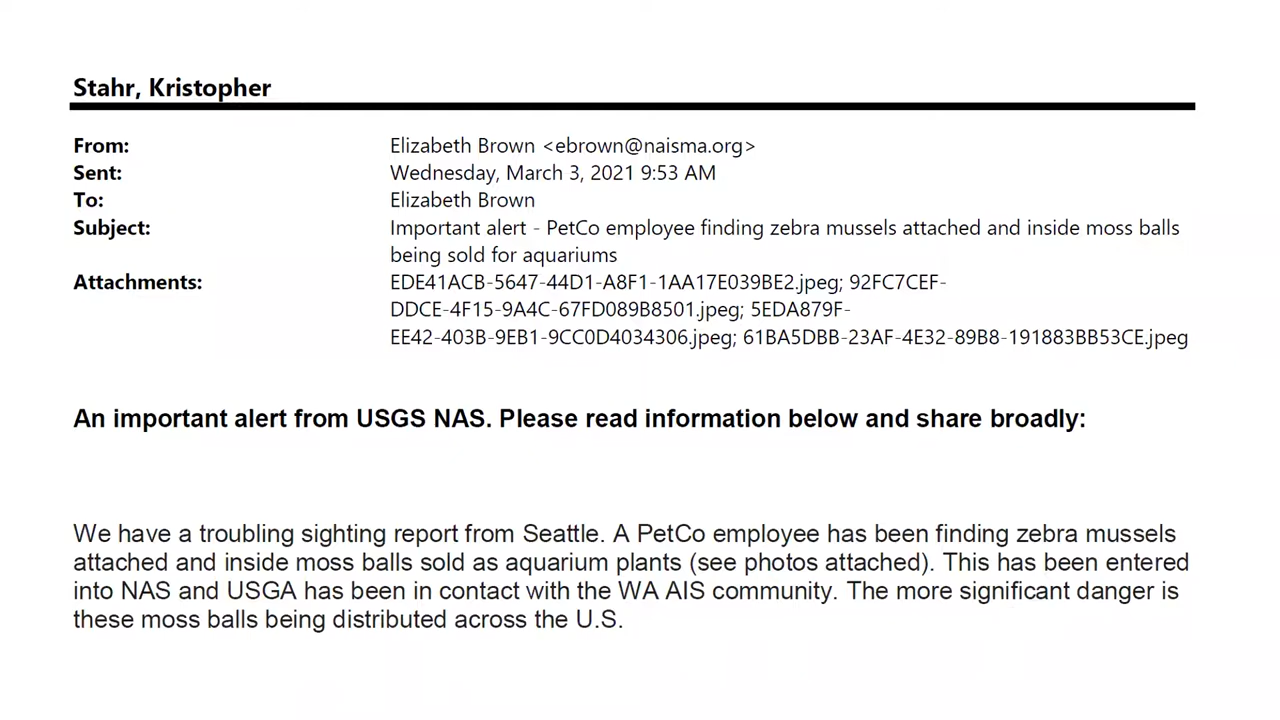 Stahr, Kristopher
From: Elizabeth Brown <ebrown@naisma.org>
Sent: Wednesday, March 3, 2021 9:53 AM
To: Elizabeth Brown
Subject: Important alert - PetCo employee finding zebra mussels attached and inside moss balls
being sold for aquariums
Attachments: EDE41ACB-5647-44D1-A8F1-1AA17E039BE2.jpeg; 92FC7CEF-
DDCE-4F15-9A4C-67FD089B8501.jpeg; 5EDA879F-
EE42-403B-9EB1-9CC0D4034306.jpeg; 61BA5DBB-23AF-4E32-89B8-191883BB53CE.jpeg
An important alert from USGS NAS. Please read information below and share broadly:
We have a troubling sighting report from Seattle. A PetCo employee has been finding zebra mussels
attached and inside moss balls sold as aquarium plants (see photos attached). This has been entered
into NAS and USGA has been in contact with the WA AIS community. The more significant danger is
these moss balls being distributed across the U.S.